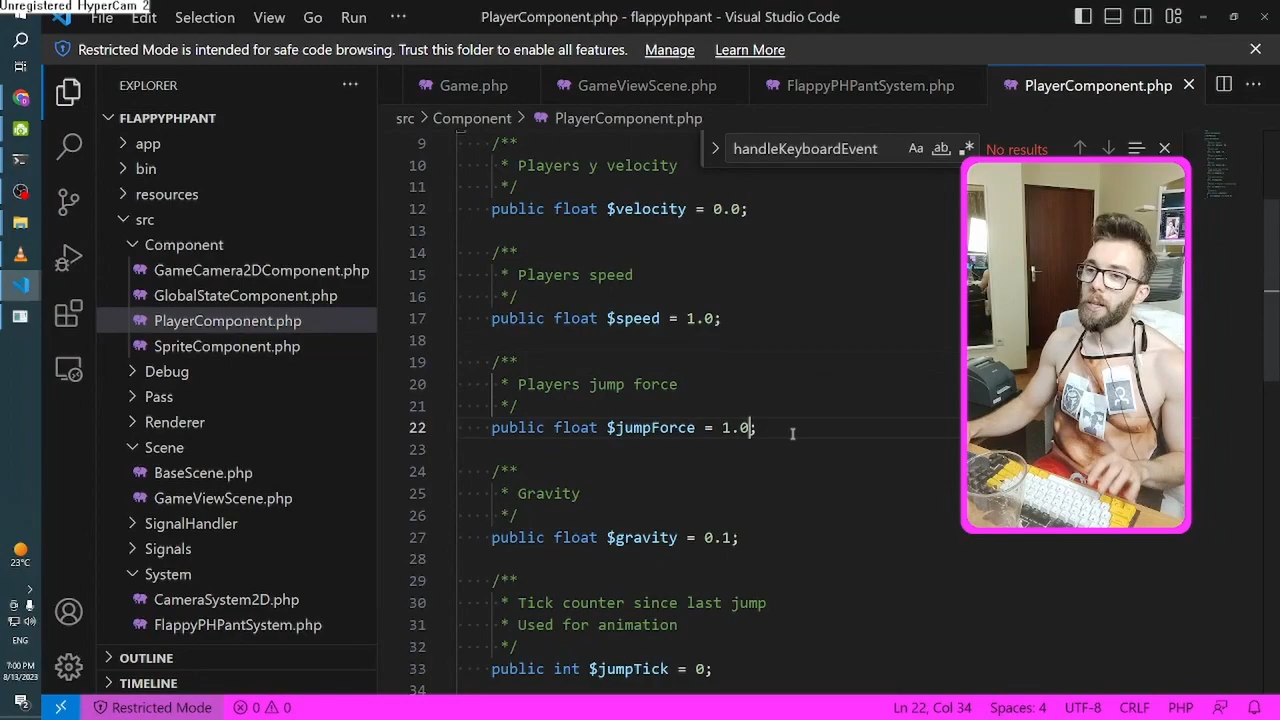 Unregistered HyperCam 2
File Edit Selection View Go Run ··· PlayerComponent.php - flappyphpant - Visual Studio Code
Restricted Mode is intended for safe code browsing. Trust this folder to enable all features. Manage Learn More
EXPLORER
Game.php GameViewScene.php FlappyPHPantSystem.php PlayerComponent.php
FLAPPYPHPANT
app
bin
resources
src
Component
GameCamera2DComponent.php
GlobalStateComponent.php
PlayerComponent.php
SpriteComponent.php
Debug
Pass
Renderer
Scene
BaseScene.php
GameViewScene.php
SignalHandler
Signals
System
CameraSystem2D.php
FlappyPHPantSystem.php
OUTLINE
TIMELINE
src > Component > PlayerComponent.php
handleKeyboardEvent Aa ab No results
9 /**
10 * Players y velocity
11 */
12 public float $velocity = 0.0;
13
14 /**
15 * Players speed
16 */
17 public float $speed = 1.0;
18
19 /**
20 * Players jump force
21 */
22 public float $jumpForce = 1.0;
23
24 /**
25 * Gravity
26 */
27 public float $gravity = 0.1;
28
29 /**
30 * Tick counter since last jump
31 * Used for animation
32 */
33 public int $jumpTick = 0;
34
23°C
ENG
7:00 PM
8/13/2023
Restricted Mode 0 0 Ln 22, Col 34 Spaces: 4 UTF-8 CRLF PHP